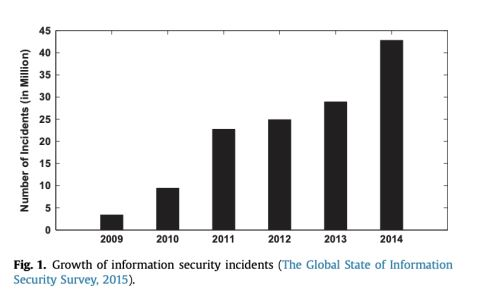 45
40
35
30
25
20
15
10
5
0
Number of Incidents (in Million)
2009 2010 2011 2012 2013 2014
Fig. 1. Growth of information security incidents (The Global State of Information
Security Survey, 2015).